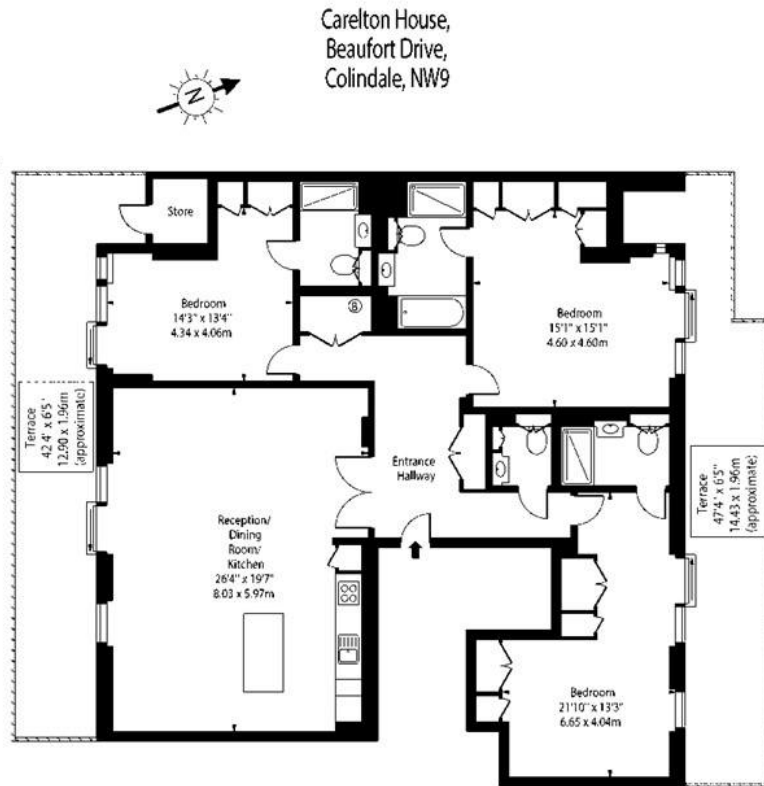 Carelton House,
Beaufort Drive,
Colindale, NW9
N
Store
Bedroom
14'3" x 13'4"
4.34 x 4.06m
B
Bedroom
15'1" x 15'1"
4.60 x 4.60m
Terrace
42'4' x 6'5'
12.90 x 1.96m
(approximate)
Entrance
Hallway
Terrace
47'4" x 6'5"
14.43 x 1.96m
(approximate)
Reception/
Dining
Room/
Kitchen
26'4" x 19'7"
8.03 x 5.97m
Bedroom
21'10" x 13'3"
6.65 x 4.04m